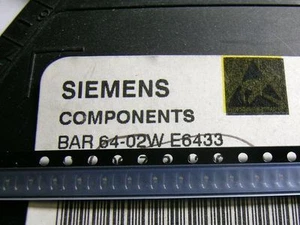 SIEMENS
COMPONENTS
BAR 64-02W E6433